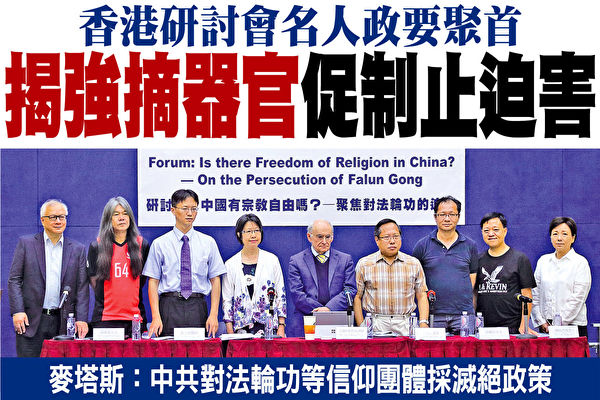 香港研討會名人政要聚首
揭強摘器官促制止迫害
Forum: Is there Freedom of Religion in China?
— On the Persecution of Falun Gong
研討 中國有宗教自由嗎？─聚焦對法輪功的
64
LA KEVIN
麥塔斯：中共對法輪功等信仰團體採滅絕政策